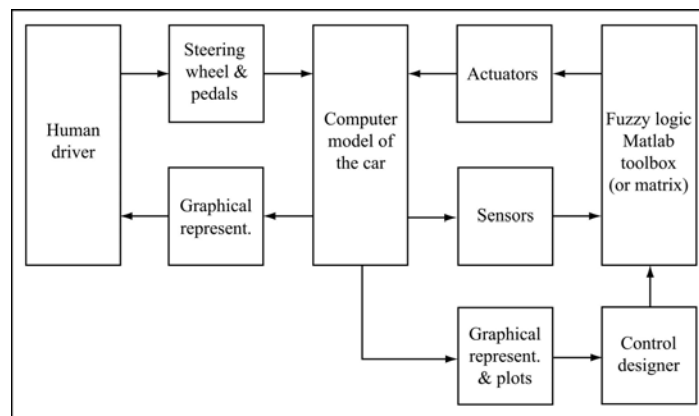 Human
driver
Steering
wheel &
pedals
Graphical
represent.
Computer
model of
the car
Actuators
Sensors
Graphical
represent.
& plots
Fuzzy logic
Matlab
toolbox
(or matrix)
Control
designer